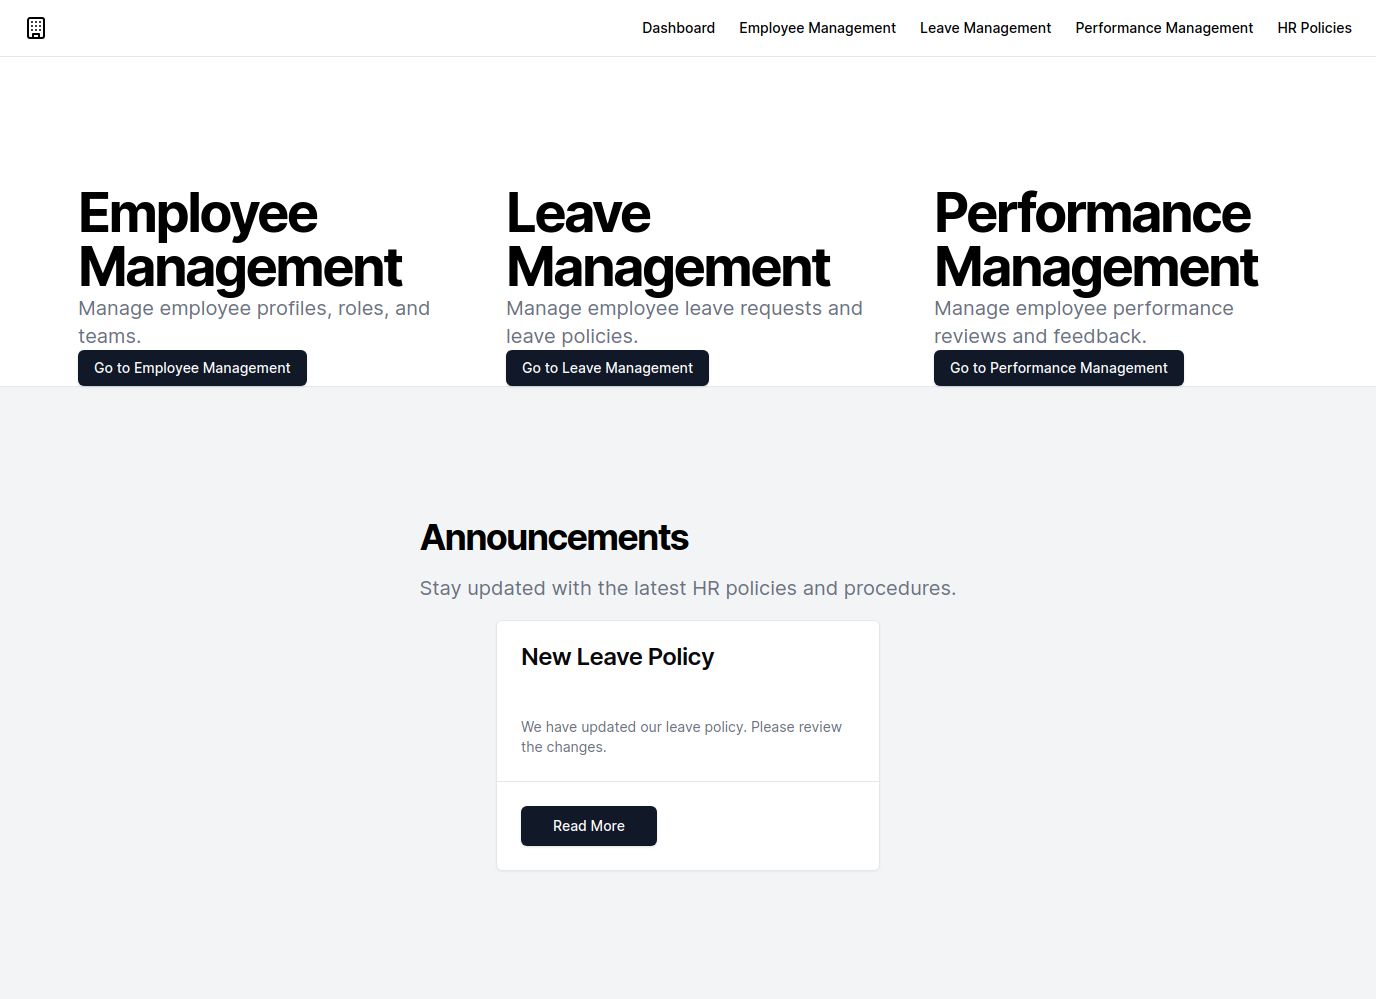 Dashboard Employee Management Leave Management Performance Management HR Policies
Employee
Management
Manage employee profiles, roles, and
teams.
Go to Employee Management
Leave
Management
Manage employee leave requests and
leave policies.
Go to Leave Management
Performance
Management
Manage employee performance
reviews and feedback.
Go to Performance Management
Announcements
Stay updated with the latest HR policies and procedures.
New Leave Policy
We have updated our leave policy. Please review
the changes.
Read More